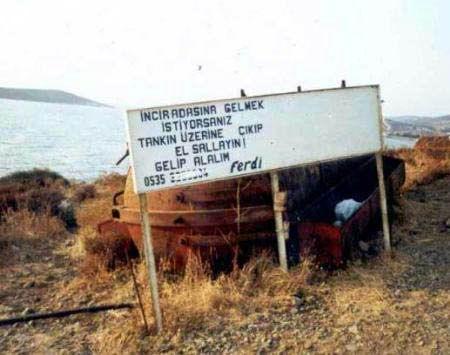 İNCİRADASINA GELMEK
İSTİYORSANIZ
TANKIN ÜZERİNE ÇIKIP
EL SALLAYIN!
GELİP ALALIM
0535
Ferdi